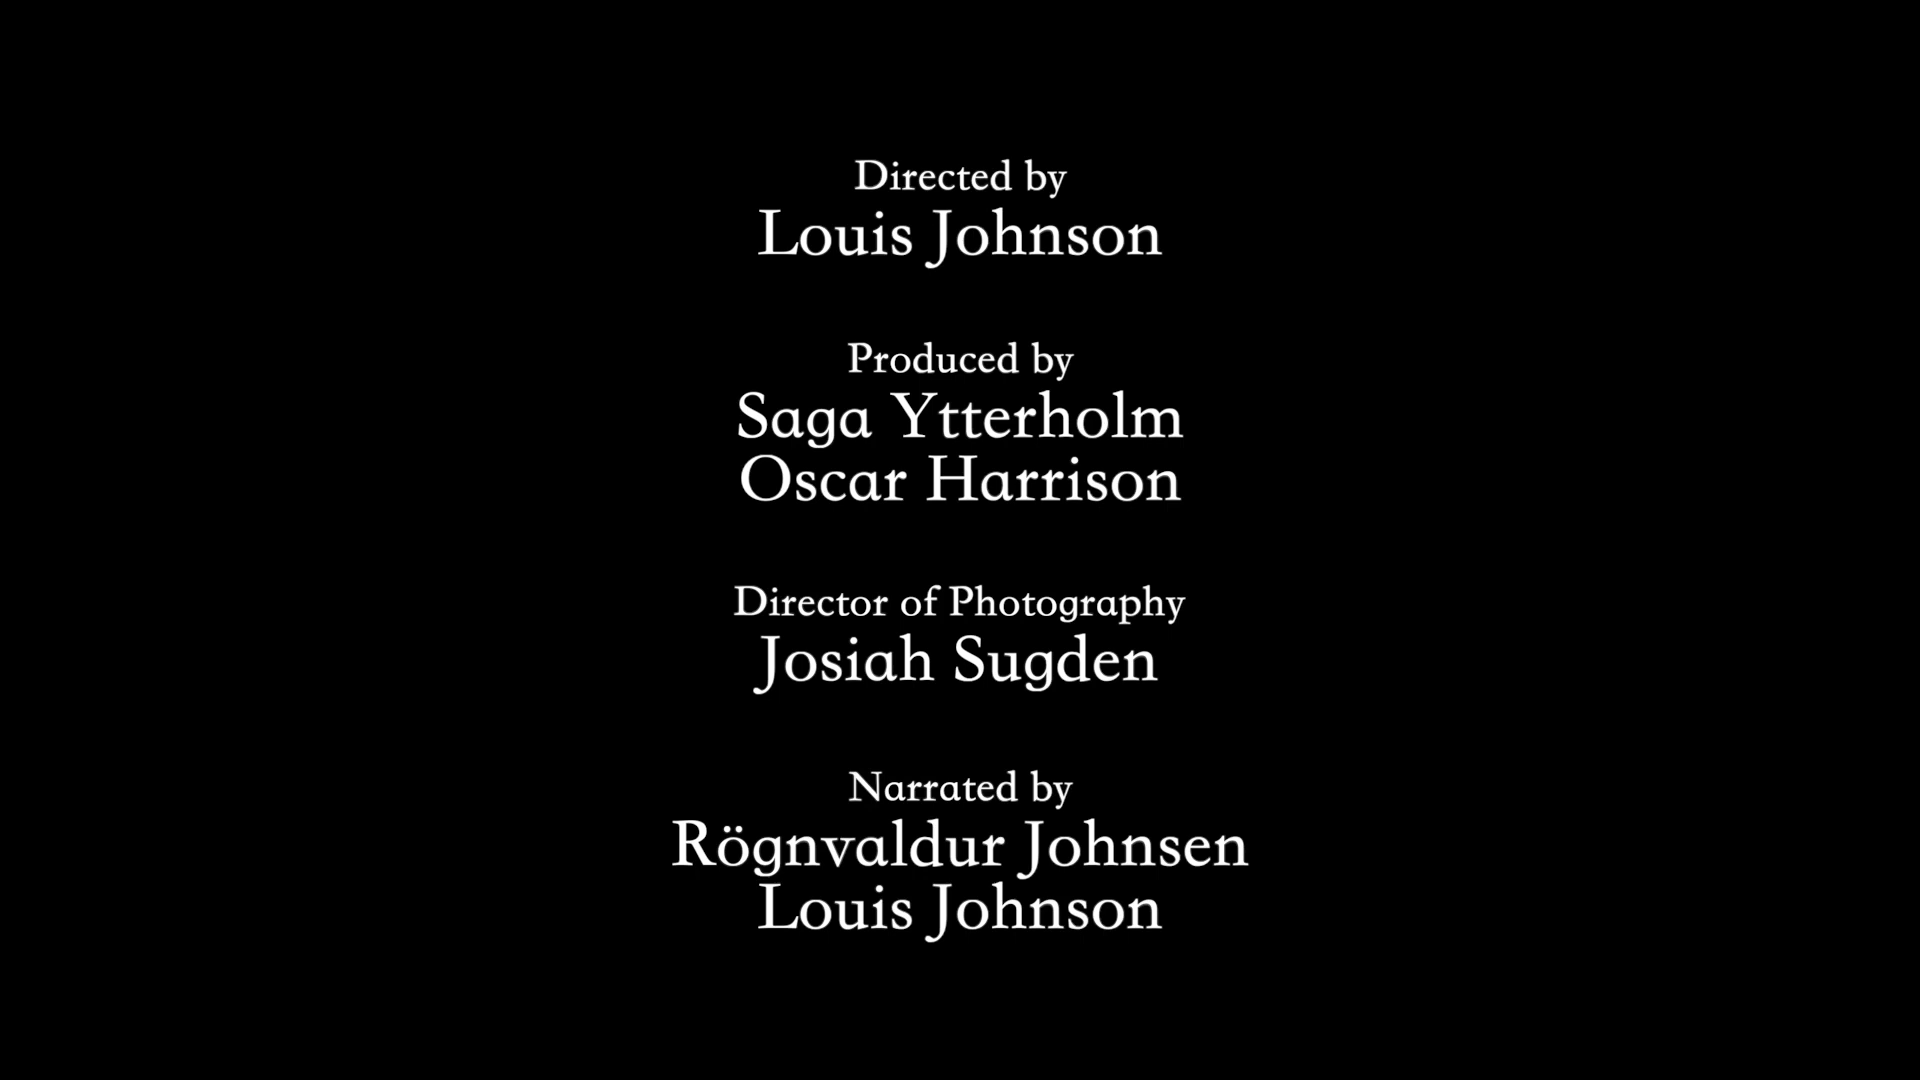 Directed by
Louis Johnson
Produced by
Saga Ytterholm
Oscar Harrison
Director of Photography
Josiah Sugden
Narrated by
Rögnvaldur Johnsen
Louis Johnson